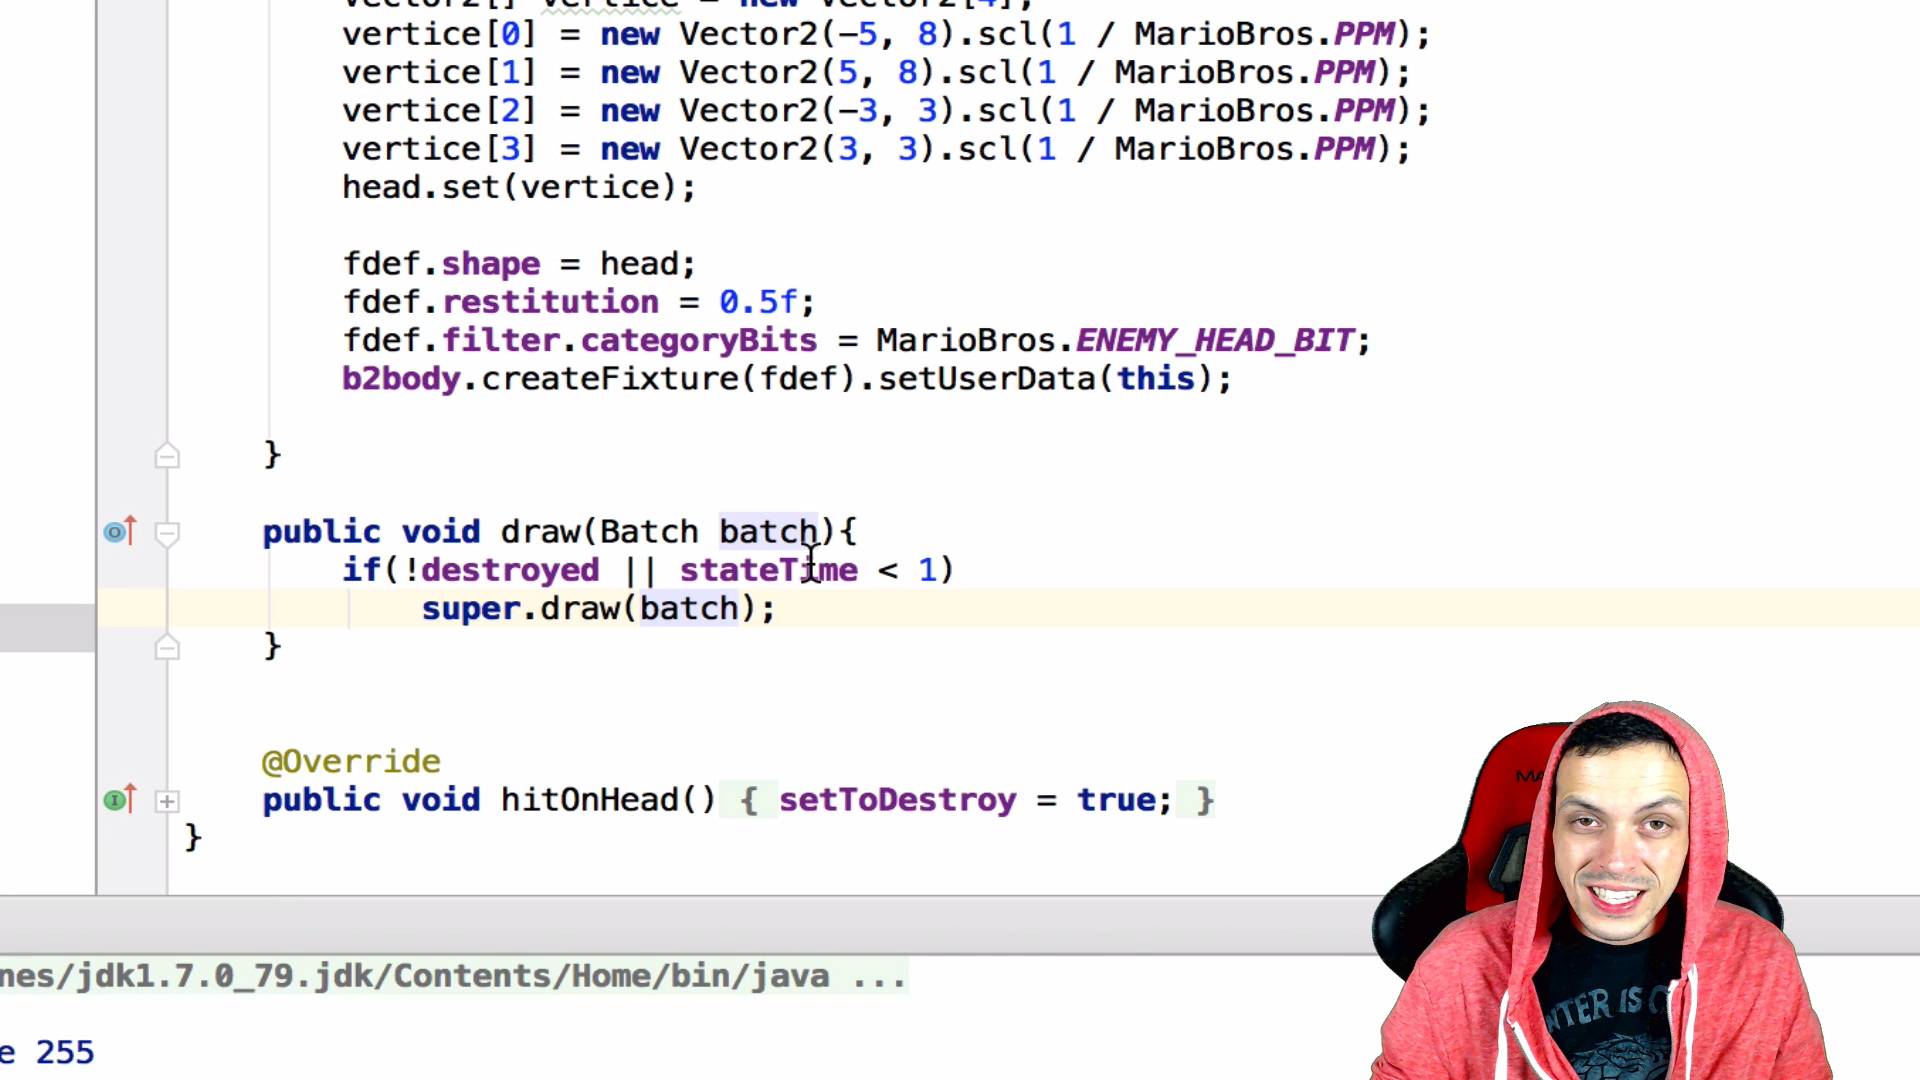 vertice[0] = new Vector2(-5, 8).scl(1 / MarioBros.PPM);
vertice[1] = new Vector2(5, 8).scl(1 / MarioBros.PPM);
vertice[2] = new Vector2(-3, 3).scl(1 / MarioBros.PPM);
vertice[3] = new Vector2(3, 3).scl(1 / MarioBros.PPM);
head.set(vertice);
fdef.shape = head;
fdef.restitution = 0.5f;
fdef.filter.categoryBits = MarioBros.ENEMY_HEAD_BIT;
b2body.createFixture(fdef).setUserData(this);
}
public void draw(Batch batch){
if(!destroyed || stateTime < 1)
super.draw(batch);
}
@Override
public void hitOnHead() { setToDestroy = true; }
}
nes/jdk1.7.0_79.jdk/Contents/Home/bin/java ...
e 255